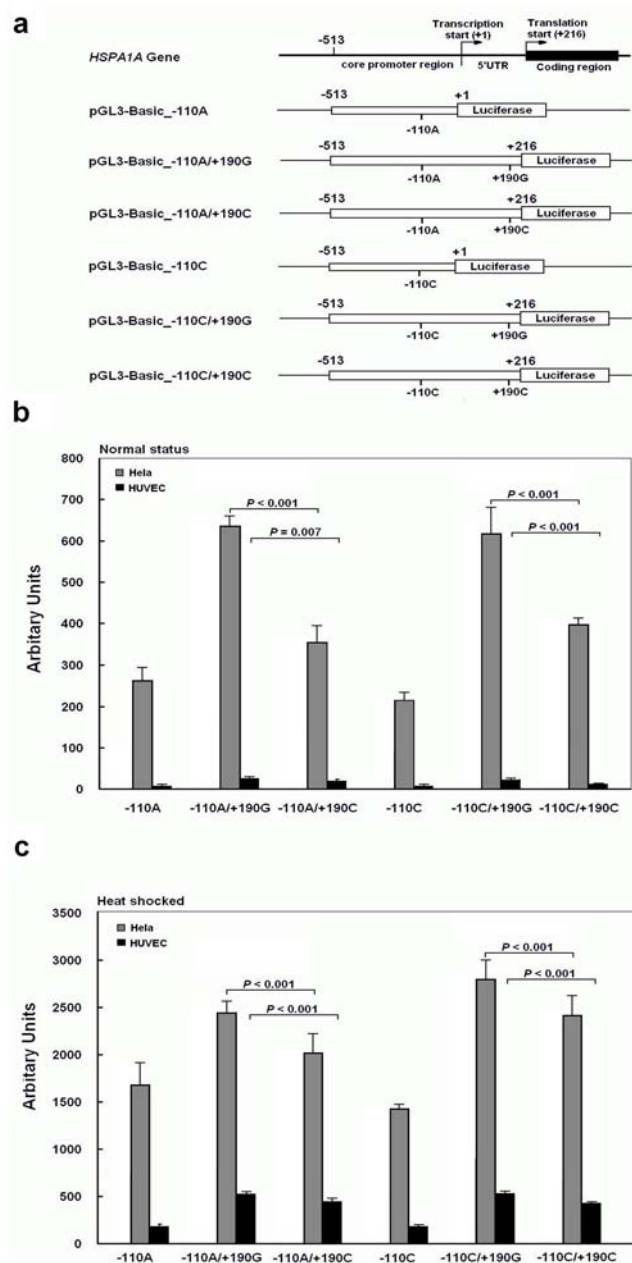 a
Transcription start (+1)
Translation start (+216)
-513
HSPA1A Gene
core promoter region
5'UTR
Coding region
-513
+1
pGL3-Basic_-110A
Luciferase
-110A
-513
+216
pGL3-Basic_-110A/+190G
Luciferase
-110A
+190G
-513
+216
pGL3-Basic_-110A/+190C
Luciferase
-110A
+190C
-513
+1
pGL3-Basic_-110C
Luciferase
-110C
-513
+216
pGL3-Basic_-110C/+190G
Luciferase
-110C
+190G
-513
+216
pGL3-Basic_-110C/+190C
Luciferase
-110C
+190C
b
Normal status
Arbitary Units
800
700
600
500
400
300
200
100
0
Hela
HUVEC
P < 0.001
P = 0.007
P < 0.001
P < 0.001
-110A
-110A/+190G
-110A/+190C
-110C
-110C/+190G
-110C/+190C
c
Heat shocked
Arbitary Units
3500
3000
2500
2000
1500
1000
500
0
Hela
HUVEC
P < 0.001
P < 0.001
P < 0.001
P < 0.001
-110A
-110A/+190G
-110A/+190C
-110C
-110C/+190G
-110C/+190C